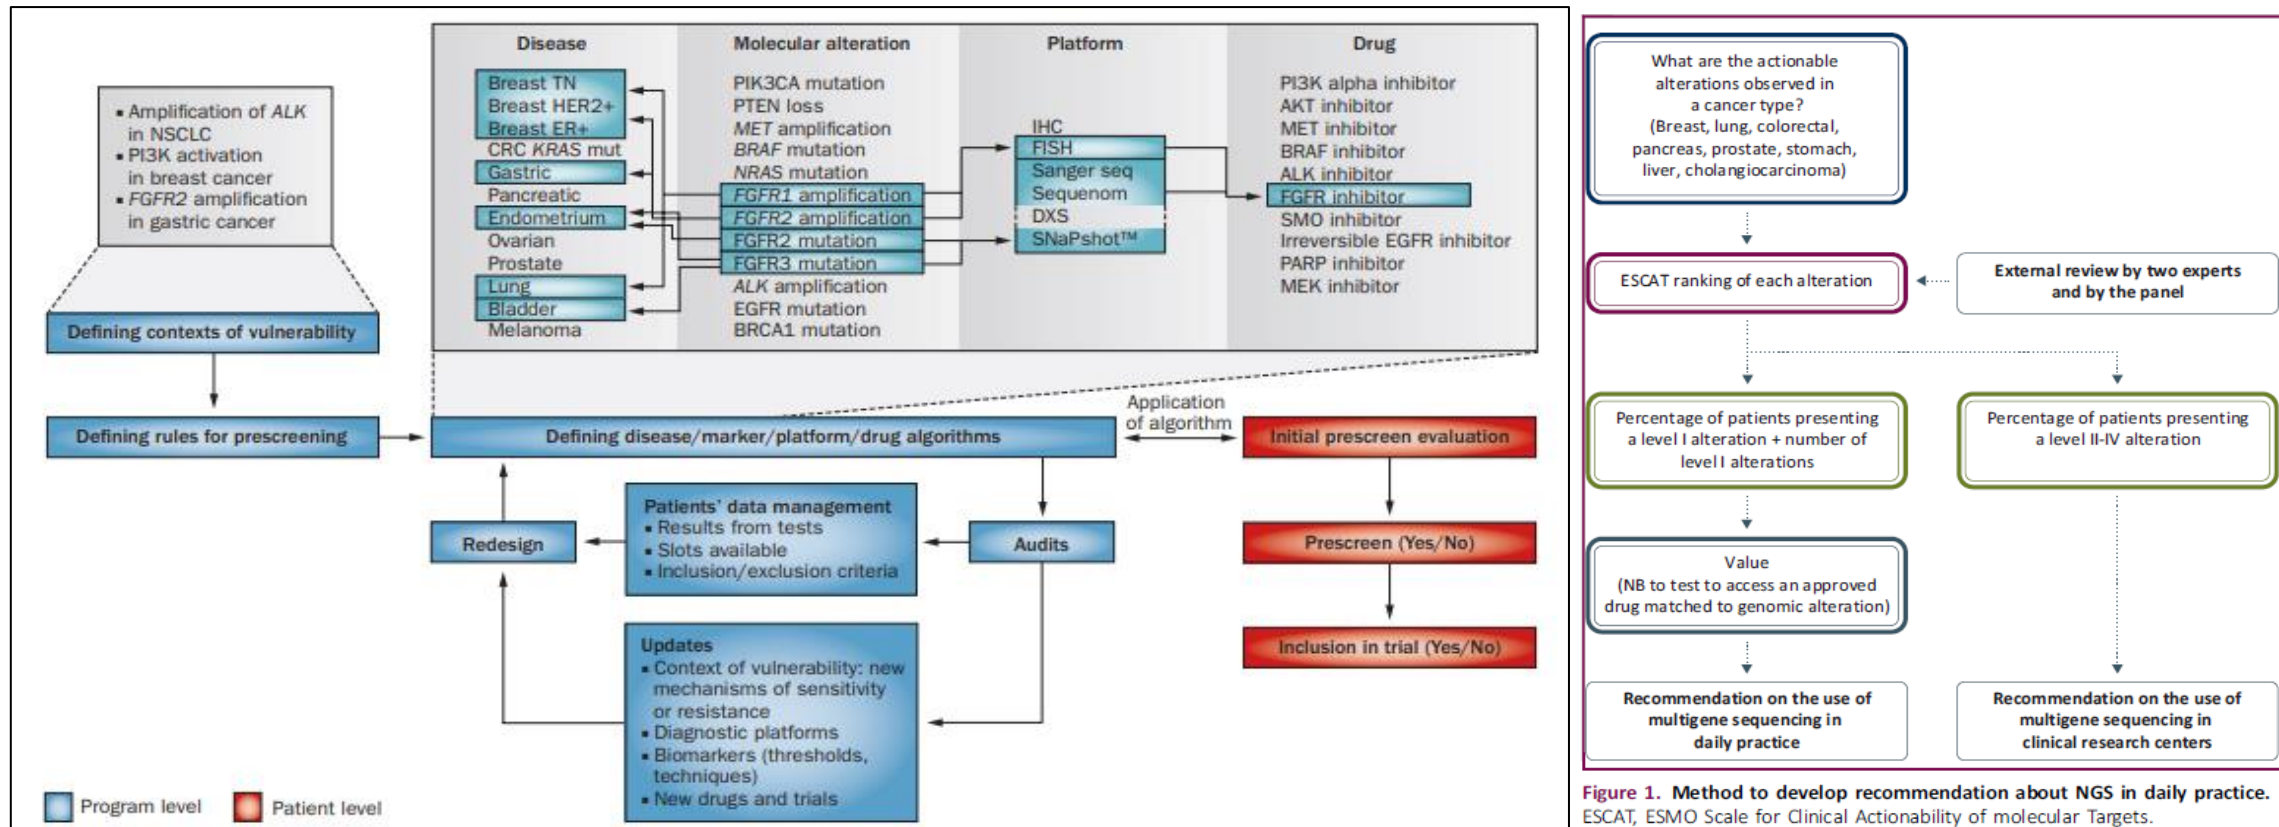 ▪ Amplification of ALK
in NSCLC
▪ PI3K activation
in breast cancer
▪ FGFR2 amplification
in gastric cancer
Defining contexts of vulnerability
Defining rules for prescreening
Disease
Breast TN
Breast HER2+
Breast ER+
CRC KRAS mut
Gastric
Pancreatic
Endometrium
Ovarian
Prostate
Lung
Bladder
Melanoma
Molecular alteration
PIK3CA mutation
PTEN loss
MET amplification
BRAF mutation
NRAS mutation
FGFR1 amplification
FGFR2 amplification
FGFR2 mutation
FGFR3 mutation
ALK amplification
EGFR mutation
BRCA1 mutation
Platform
IHC
FISH
Sanger seq
Sequenom
DXS
SNaPshot™
Drug
PI3K alpha inhibitor
AKT inhibitor
MET inhibitor
BRAF inhibitor
ALK inhibitor
FGFR inhibitor
SMO inhibitor
Irreversible EGFR inhibitor
PARP inhibitor
MEK inhibitor
Defining disease/marker/platform/drug algorithms
Application
of algorithm
Initial prescreen evaluation
Prescreen (Yes/No)
Inclusion in trial (Yes/No)
Redesign
Patients' data management
▪ Results from tests
▪ Slots available
▪ Inclusion/exclusion criteria
Audits
Updates
▪ Context of vulnerability: new
mechanisms of sensitivity
or resistance
▪ Diagnostic platforms
▪ Biomarkers (thresholds,
techniques)
▪ New drugs and trials
Program level
Patient level
What are the actionable
alterations observed in
a cancer type?
(Breast, lung, colorectal,
pancreas, prostate, stomach,
liver, cholangiocarcinoma)
ESCAT ranking of each alteration
External review by two experts
and by the panel
Percentage of patients presenting
a level I alteration + number of
level I alterations
Percentage of patients presenting
a level II-IV alteration
Value
(NB to test to access an approved
drug matched to genomic alteration)
Recommendation on the use of
multigene sequencing in
daily practice
Recommendation on the use of
multigene sequencing in
clinical research centers
Figure 1. Method to develop recommendation about NGS in daily practice.
ESCAT, ESMO Scale for Clinical Actionability of molecular Targets.